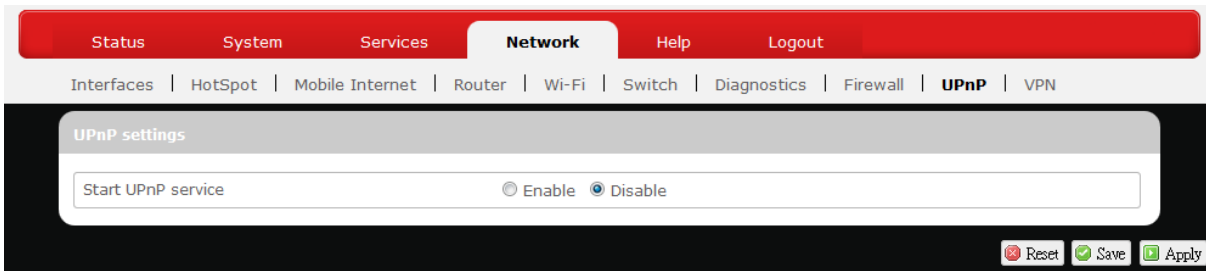 Status System Services Network Help Logout
Interfaces | HotSpot | Mobile Internet | Router | Wi-Fi | Switch | Diagnostics | Firewall | UPnP | VPN
UPnP settings
Start UPnP service Enable Disable
Reset Save Apply